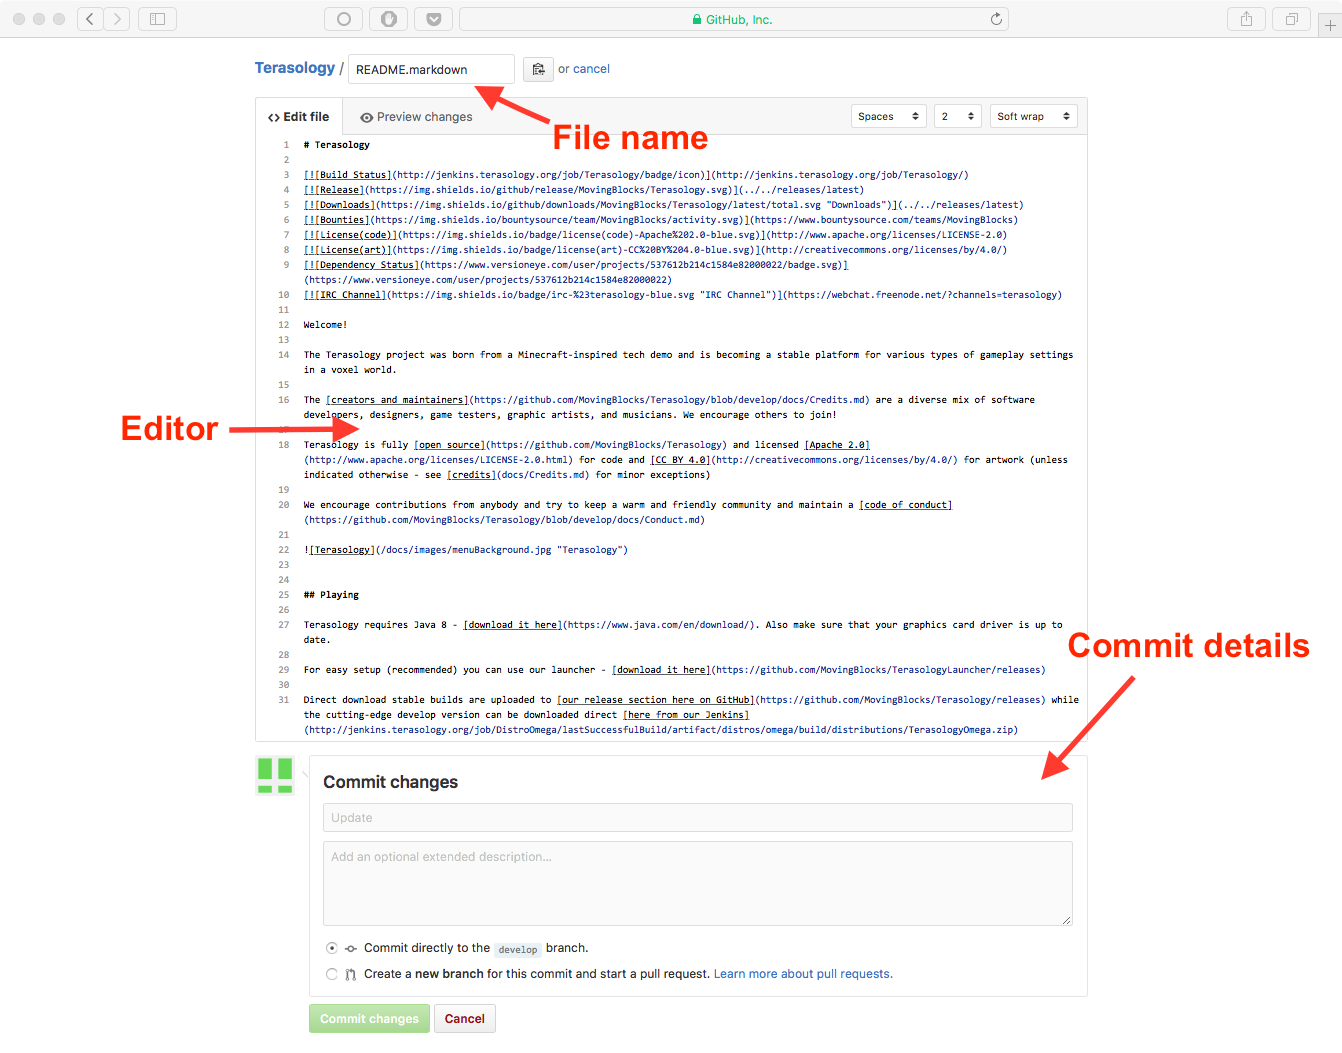 GitHub, Inc.
Terasology / README.markdown or cancel
File name
<> Edit file Preview changes Spaces 2 Soft wrap
1 # Terasology
2
3 [![Build Status](http://jenkins.terasology.org/job/Terasology/badge/icon)](http://jenkins.terasology.org/job/Terasology/)
4 [![Release](https://img.shields.io/github/release/MovingBlocks/Terasology.svg)](../../releases/latest)
5 [![Downloads](https://img.shields.io/github/downloads/MovingBlocks/Terasology/latest/total.svg "Downloads")](../../releases/latest)
6 [![Bounties](https://img.shields.io/bountysource/team/MovingBlocks/activity.svg)](https://www.bountysource.com/teams/MovingBlocks)
7 [![License(code)](https://img.shields.io/badge/license(code)-Apache%202.0-blue.svg)](http://www.apache.org/licenses/LICENSE-2.0)
8 [![License(art)](https://img.shields.io/badge/license(art)-CC%20BY%204.0-blue.svg)](http://creativecommons.org/licenses/by/4.0/)
9 [![Dependency Status](https://www.versioneye.com/user/projects/537612b214c1584e82000022/badge.svg)]
(https://www.versioneye.com/user/projects/537612b214c1584e82000022)
10 [![IRC Channel](https://img.shields.io/badge/irc-%23terasology-blue.svg "IRC Channel")](https://webchat.freenode.net/?channels=terasology)
11
12 Welcome!
13
14 The Terasology project was born from a Minecraft-inspired tech demo and is becoming a stable platform for various types of gameplay settings
in a voxel world.
15
16 The [creators and maintainers](https://github.com/MovingBlocks/Terasology/blob/develop/docs/Credits.md) are a diverse mix of software
developers, designers, game testers, graphic artists, and musicians. We encourage others to join!
Editor
18 Terasology is fully [open source](https://github.com/MovingBlocks/Terasology) and licensed [Apache 2.0]
(http://www.apache.org/licenses/LICENSE-2.0.html) for code and [CC BY 4.0](http://creativecommons.org/licenses/by/4.0/) for artwork (unless
indicated otherwise - see [credits](docs/Credits.md) for minor exceptions)
19
20 We encourage contributions from anybody and try to keep a warm and friendly community and maintain a [code of conduct]
(https://github.com/MovingBlocks/Terasology/blob/develop/docs/Conduct.md)
21
22 ![Terasology](/docs/images/menuBackground.jpg "Terasology")
23
24
25 ## Playing
26
27 Terasology requires Java 8 - [download it here](https://www.java.com/en/download/). Also make sure that your graphics card driver is up to
date.
Commit details
28
29 For easy setup (recommended) you can use our launcher - [download it here](https://github.com/MovingBlocks/TerasologyLauncher/releases)
30
31 Direct download stable builds are uploaded to [our release section here on GitHub](https://github.com/MovingBlocks/Terasology/releases) while
the cutting-edge develop version can be downloaded direct [here from our Jenkins]
(http://jenkins.terasology.org/job/DistroOmega/lastSuccessfulBuild/artifact/distros/omega/build/distributions/TerasologyOmega.zip)
Commit changes
Update
Add an optional extended description...
Commit directly to the develop branch.
Create a new branch for this commit and start a pull request. Learn more about pull requests.
Commit changes Cancel